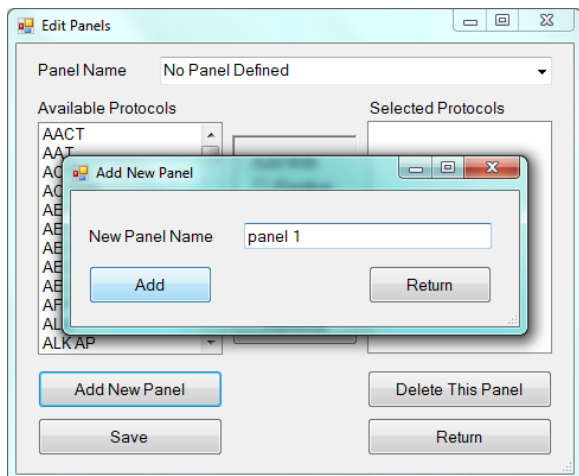 Edit Panels
Panel Name No Panel Defined
Available Protocols Selected Protocols
AACT
AAT
Add New Panel
New Panel Name panel 1
Add Return
ALK AP
Add New Panel Delete This Panel
Save Return